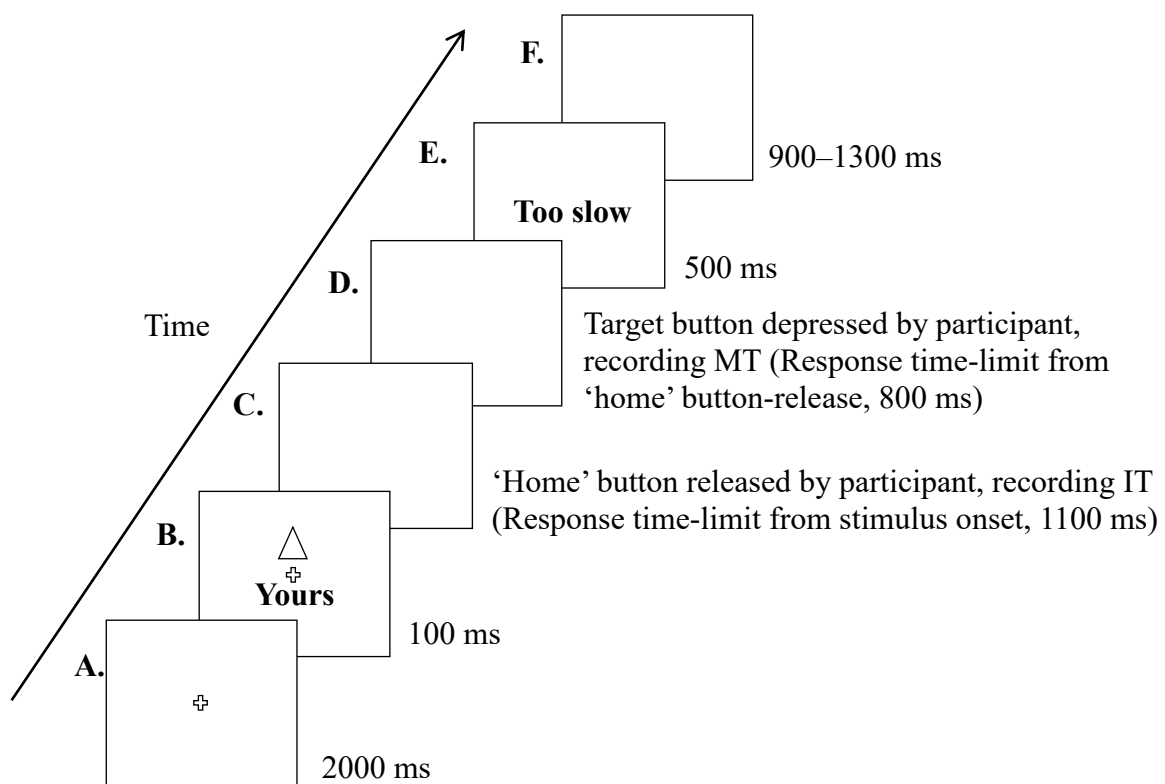 F.
900–1300 ms
E.
Too slow
500 ms
D.
Time
Target button depressed by participant,
recording MT (Response time-limit from
‘home’ button-release, 800 ms)
C.
‘Home’ button released by participant, recording IT
(Response time-limit from stimulus onset, 1100 ms)
B.
Yours
100 ms
A.
2000 ms